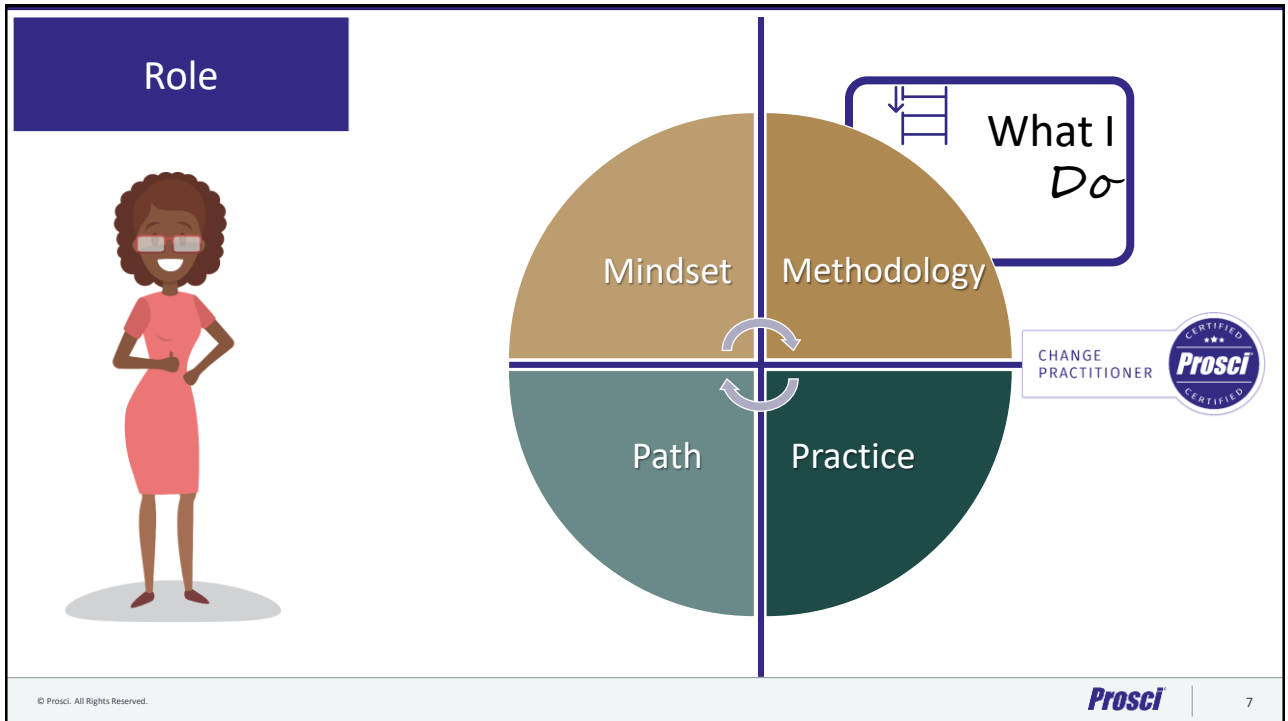 Role
What I
Do
Mindset
Methodology
Path
Practice
CHANGE
PRACTITIONER
CERTIFIED
Prosci
CERTIFIED
© Prosci. All Rights Reserved.
Prosci
7